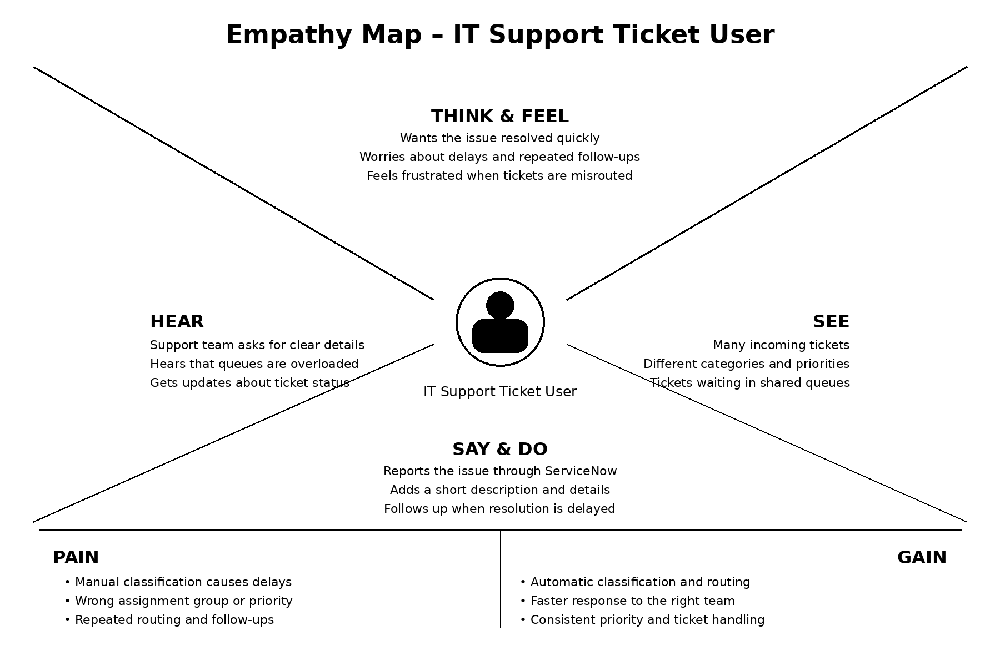 Empathy Map – IT Support Ticket User
THINK & FEEL
Wants the issue resolved quickly
Worries about delays and repeated follow-ups
Feels frustrated when tickets are misrouted
HEAR
Support team asks for clear details
Hears that queues are overloaded
Gets updates about ticket status
SEE
Many incoming tickets
Different categories and priorities
Tickets waiting in shared queues
IT Support Ticket User
SAY & DO
Reports the issue through ServiceNow
Adds a short description and details
Follows up when resolution is delayed
PAIN
• Manual classification causes delays
• Wrong assignment group or priority
• Repeated routing and follow-ups
GAIN
• Automatic classification and routing
• Faster response to the right team
• Consistent priority and ticket handling